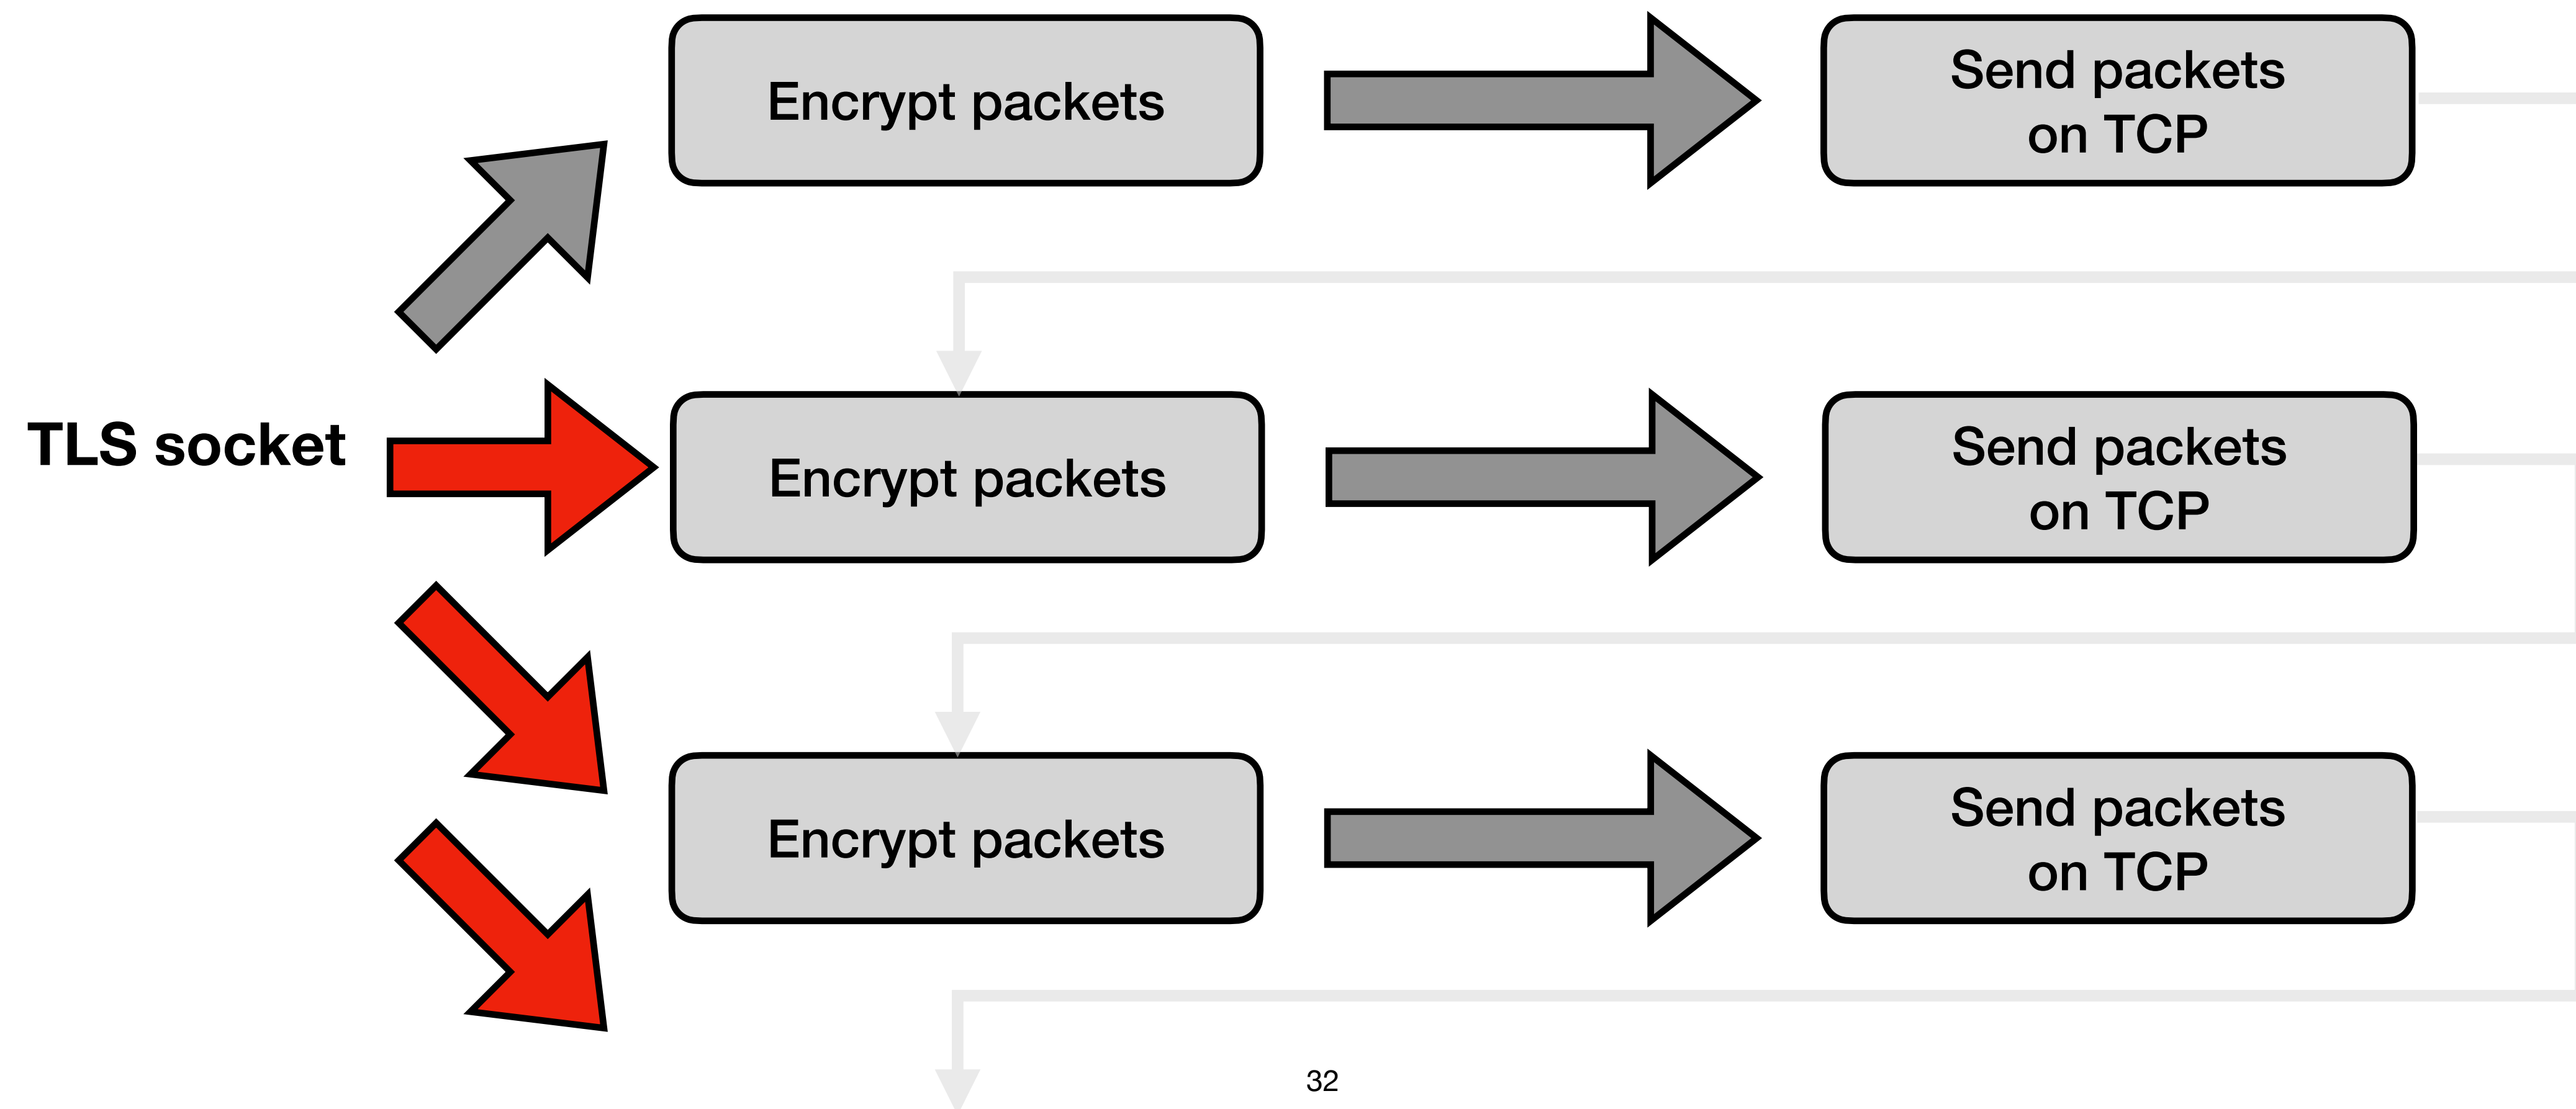 Encrypt packets
Send packets
on TCP
TLS socket
Encrypt packets
Send packets
on TCP
Encrypt packets
Send packets
on TCP
32